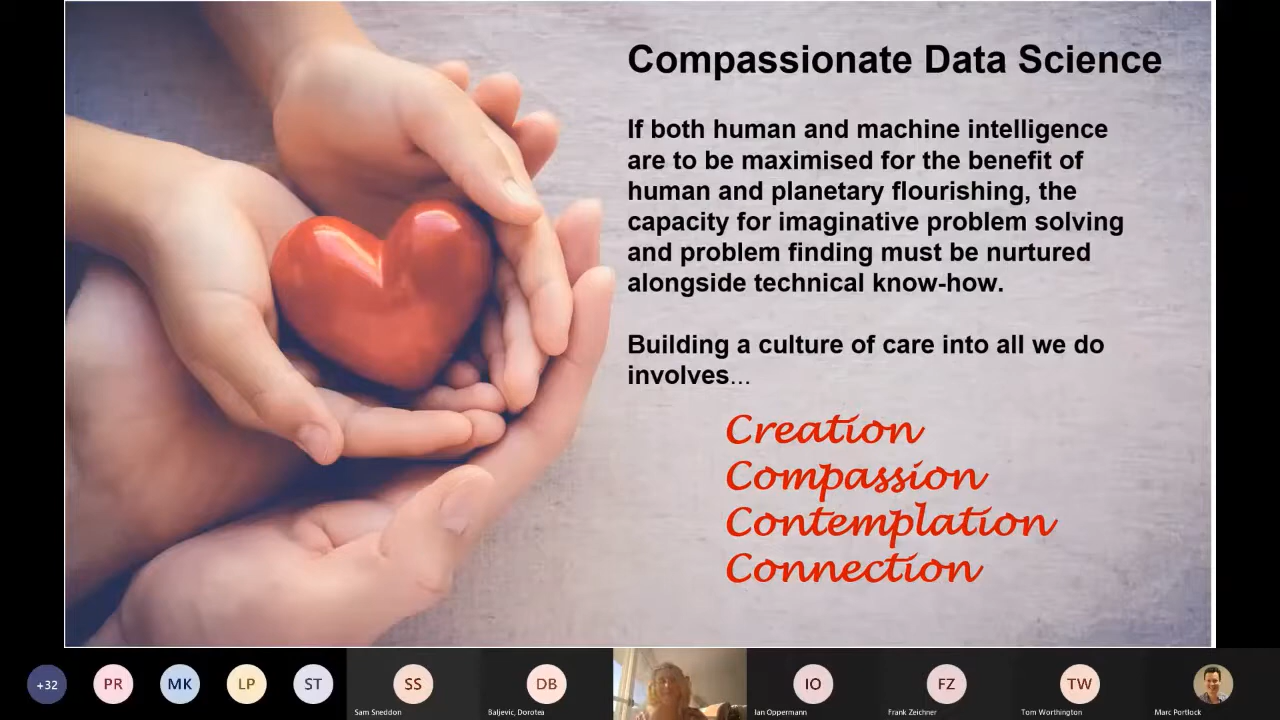 Compassionate Data Science
If both human and machine intelligence
are to be maximised for the benefit of
human and planetary flourishing, the
capacity for imaginative problem solving
and problem finding must be nurtured
alongside technical know-how.
Building a culture of care into all we do
involves...
Creation
Compassion
Contemplation
Connection
+32
PR
MK
LP
ST
SS
DB
IO
FZ
TW
Sam Sneddon
Baljevic, Dorotea
Ian Oppermann
Frank Zeichner
Tom Worthington
Marc Portlock